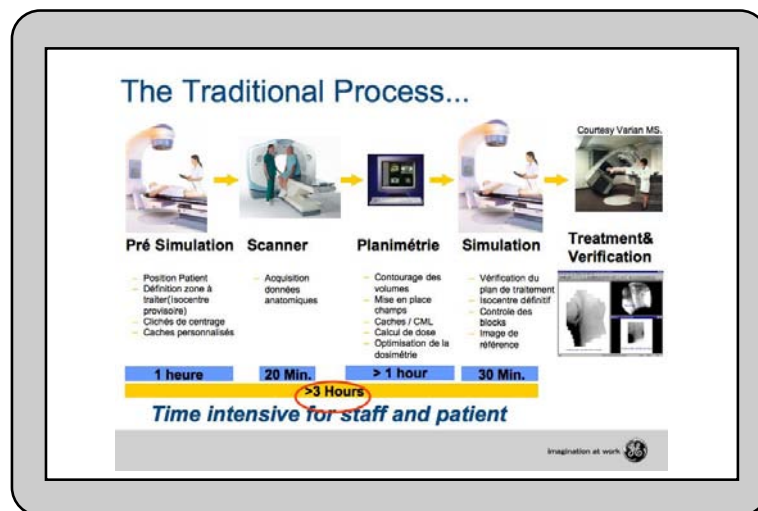 The Traditional Process...
Courtesy Varian MS.
Pré Simulation
– Position Patient
– Définition zone à
traiter(isocentre
provisoire)
– Clichés de centrage
– Caches personnalisés
Scanner
– Acquisition
données
anatomiques
Planimétrie
– Contourage des
volumes
– Mise en place
champs
– Caches / CML
– Calcul de dose
– Optimisation de la
dosimétrie
Simulation
– Vérification du
plan de traitement
– Isocentre définitif
– Controle des
blocks
– Image de
référence
Treatment&
Verification
1 heure
20 Min.
> 1 hour
30 Min.
>3 Hours
Time intensive for staff and patient
imagination at work